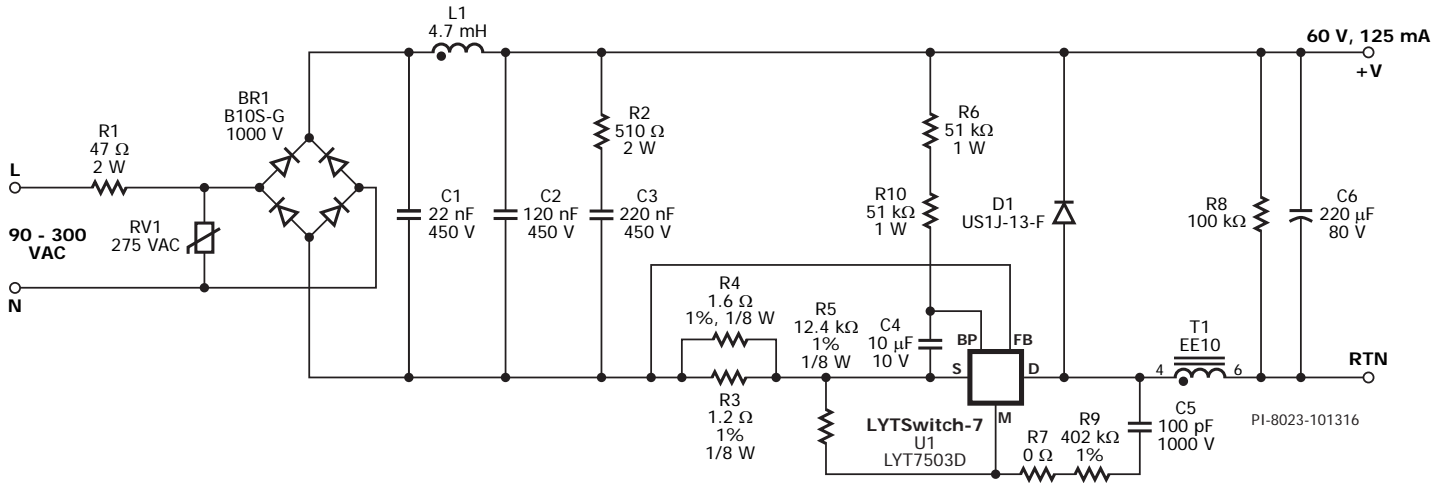 L1
4.7 mH
60 V, 125 mA
+V
BR1
B10S-G
1000 V
R1
47 Ω
2 W
L
RV1
275 VAC
90 - 300
VAC
N
C1
22 nF
450 V
C2
120 nF
450 V
R2
510 Ω
2 W
C3
220 nF
450 V
R6
51 kΩ
1 W
R10
51 kΩ
1 W
D1
US1J-13-F
R8
100 kΩ
C6
220 μF
80 V
R4
1.6 Ω
1%, 1/8 W
R3
1.2 Ω
1%
1/8 W
R5
12.4 kΩ
1%
1/8 W
C4
10 μF
10 V
BP
FB
S
D
M
LYTSwitch-7
U1
LYT7503D
T1
EE10
4
6
RTN
R7
0 Ω
R9
402 kΩ
1%
C5
100 pF
1000 V
PI-8023-101316